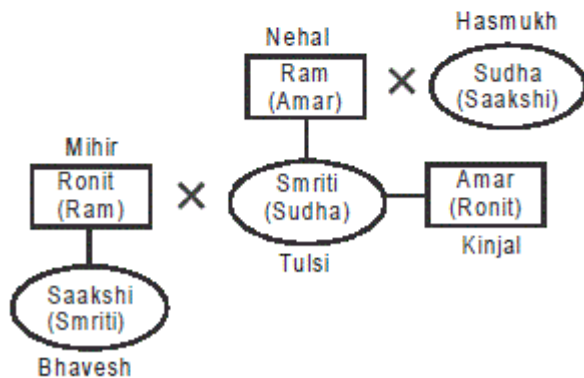 Nehal
Hasmukh
Ram
(Amar)
×
Sudha
(Saakshi)
Mihir
Ronit
(Ram)
×
Smriti
(Sudha)
Amar
(Ronit)
Tulsi
Kinjal
Saakshi
(Smriti)
Bhavesh